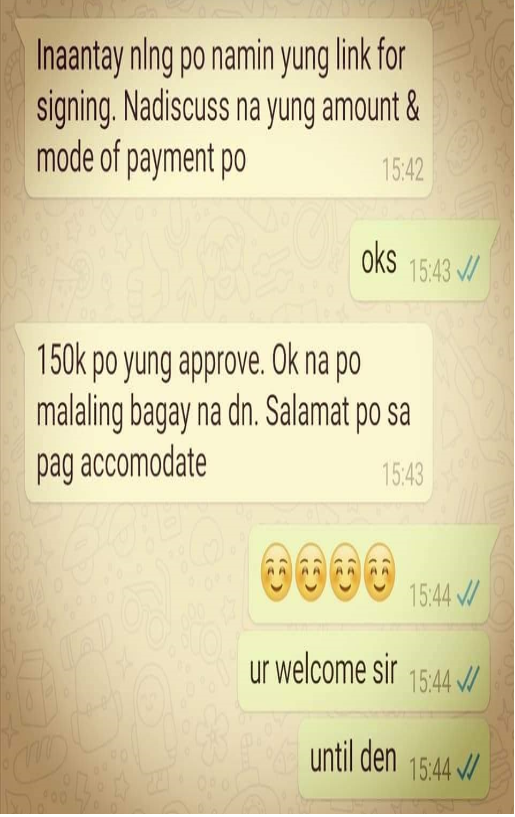 Inaantay nlng po namin yung link for
signing. Nadiscuss na yung amount &
mode of payment po
15:42
oks 15:43
150k po yung approve. Ok na po
malaling bagay na dn. Salamat po sa
pag accomodate
15:43
😊😊😊😊 15:44
ur welcome sir 15:44
until den 15:44